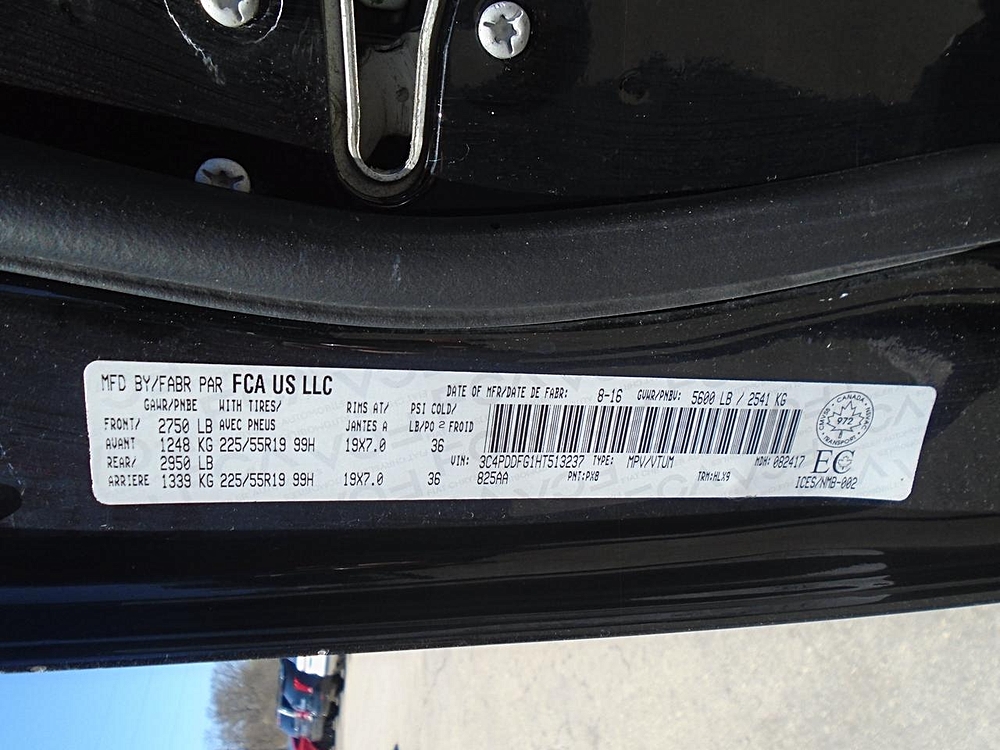 MFD BY/FABR PAR FCA US LLC
DATE OF MFR/DATE DE FABR: 8-16 GVWR/PNBV: 5600 LB / 2541 KG
GAWR/PNBE WITH TIRES/ RIMS AT/ PSI COLD/
FRONT/ 2750 LB AVEC PNEUS JANTES A LB/PO 2 FROID
AVANT 1248 KG 225/55R19 99H 19X7.0 36
REAR/ 2950 LB
ARRIERE 1339 KG 225/55R19 99H 19X7.0 36
VIN: 3C4PDDFG1HT513237 TYPE: MPV/VTUM MDH: 082417
825AA PNT: PX8 TRM: HLX9
CANADA
972
TRANSPORT
CMVSS
NSVAC
EC
ICES/NMB-002